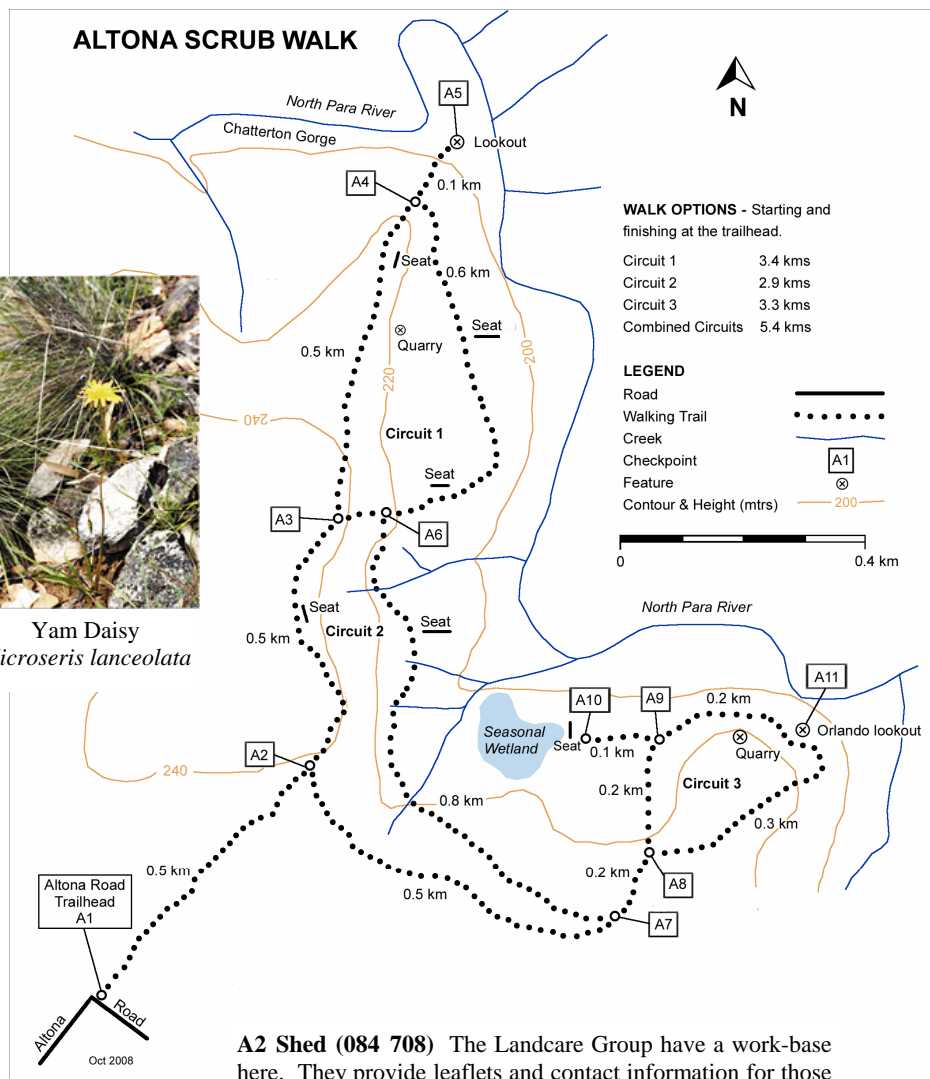 ALTONA SCRUB WALK
A5
North Para River
Chatterton Gorge
Lookout
N
A4
0.1 km
Seat
0.6 km
WALK OPTIONS - Starting and
finishing at the trailhead.
Circuit 1 3.4 kms
Circuit 2 2.9 kms
Circuit 3 3.3 kms
Combined Circuits 5.4 kms
Seat
0.5 km
Quarry
200
220
LEGEND
Road
Walking Trail
Creek
Checkpoint A1
Feature
Contour & Height (mtrs) 200
240
Circuit 1
Seat
A3
A6
0 0.4 km
Seat
0.5 km
Circuit 2
Seat
North Para River
Yam Daisy
icroseris lanceolata
A10
A9
0.2 km
A11
Orlando lookout
Seasonal
Wetland
Seat
0.1 km
Quarry
A2
240
0.2 km
Circuit 3
0.8 km
0.3 km
0.5 km
0.5 km
0.2 km
A8
Altona Road
Trailhead
A1
A7
Altona
Road
Oct 2008
A2 Shed (084 708) The Landcare Group have a work-base
here. They provide leaflets and contact information for those